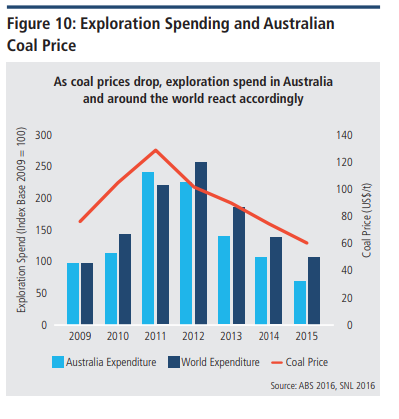 Figure 10: Exploration Spending and Australian
Coal Price
As coal prices drop, exploration spend in Australia
and around the world react accordingly
Exploration Spend (Index Base 2009 = 100)
300
250
200
150
100
50
0
140
120
100
80
60
40
20
0
Coal Price (US$/t)
2009 2010 2011 2012 2013 2014 2015
Australia Expenditure World Expenditure Coal Price
Source: ABS 2016, SNL 2016